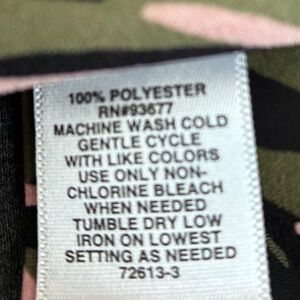 100% POLYESTER
RN#93677
MACHINE WASH COLD
GENTLE CYCLE
WITH LIKE COLORS
USE ONLY NON-
CHLORINE BLEACH
WHEN NEEDED
TUMBLE DRY LOW
IRON ON LOWEST
SETTING AS NEEDED
72613-3